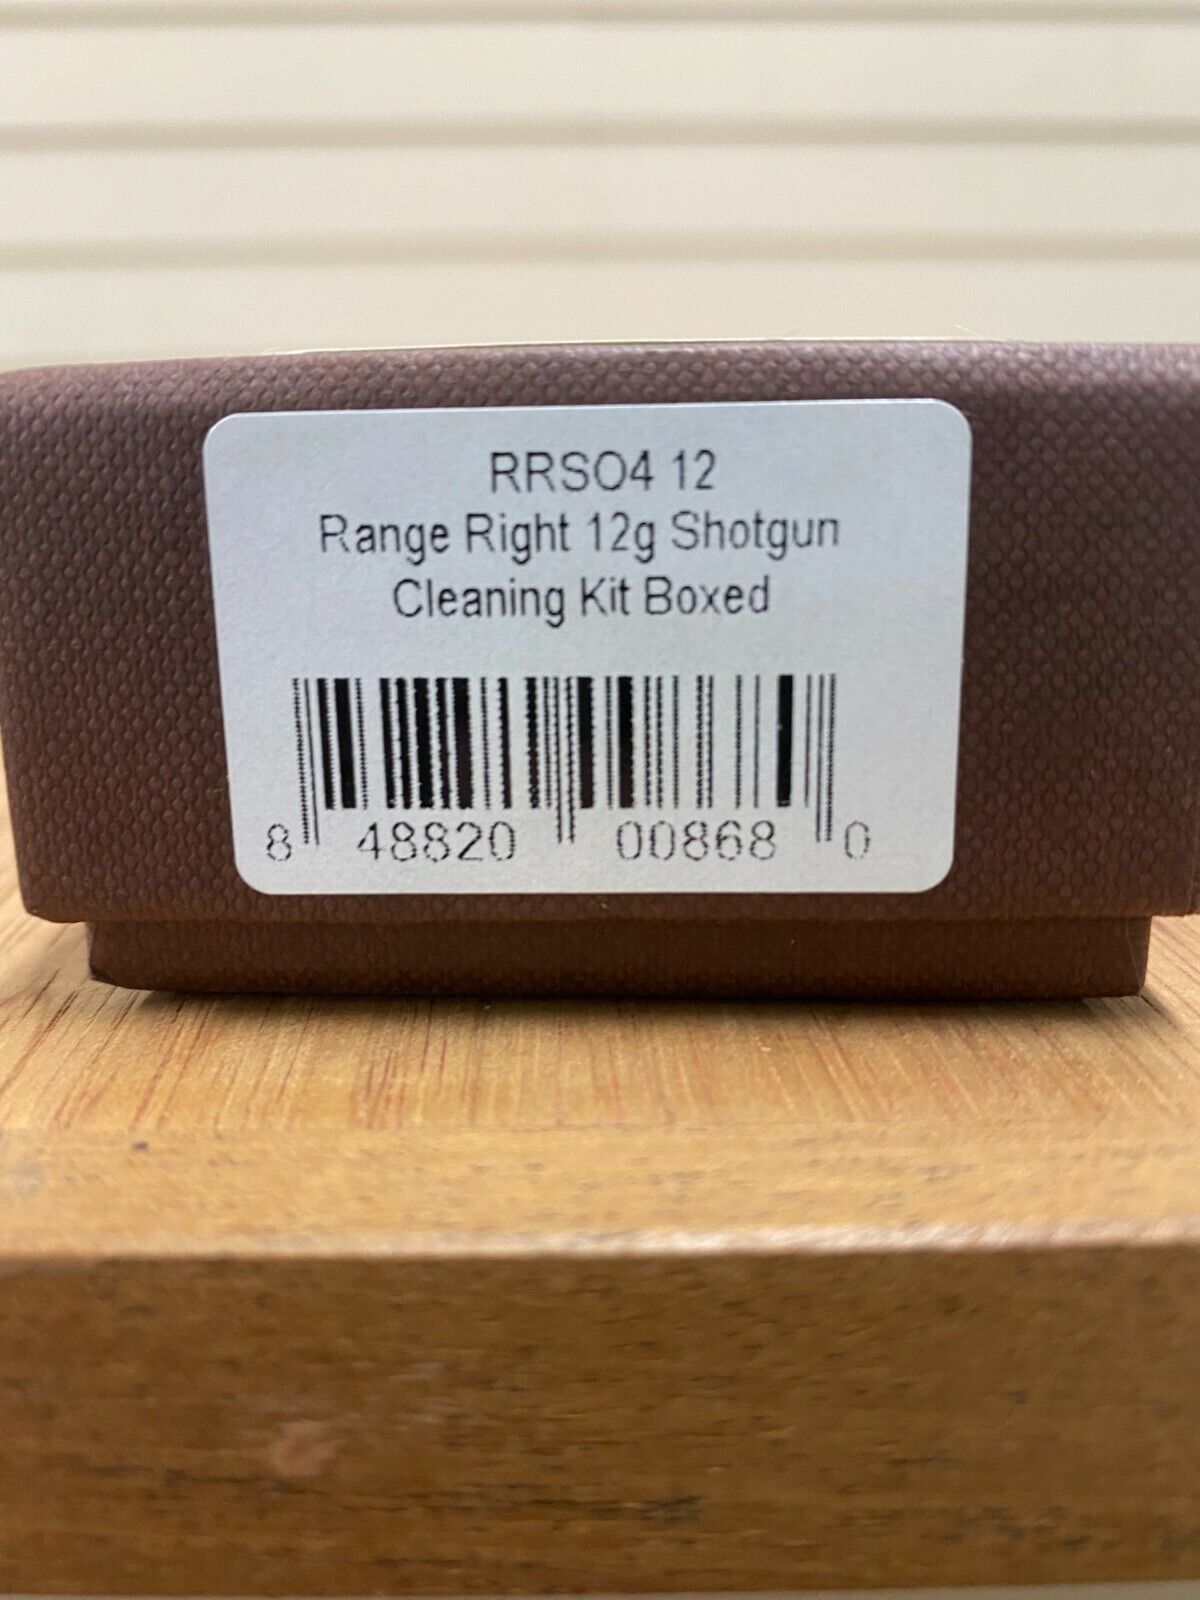 RRSO4 12
Range Right 12g Shotgun
Cleaning Kit Boxed
8 48820 00868 0